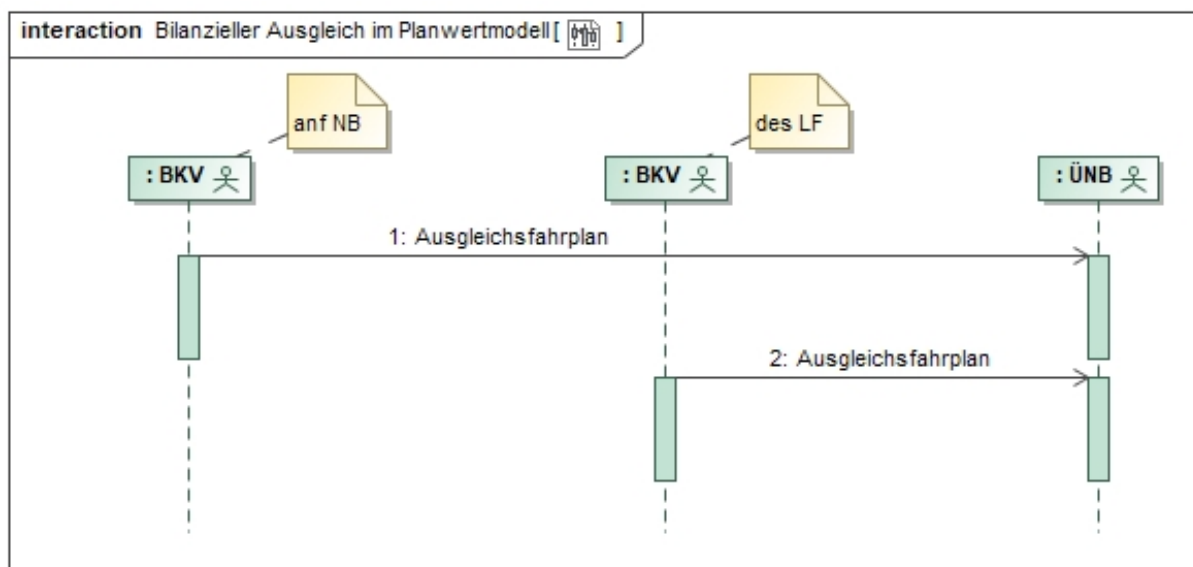 interaction Bilanzieller Ausgleich im Planwertmodell [ ]
anf NB
des LF
: BKV
: BKV
: ÜNB
1: Ausgleichsfahrplan
2: Ausgleichsfahrplan